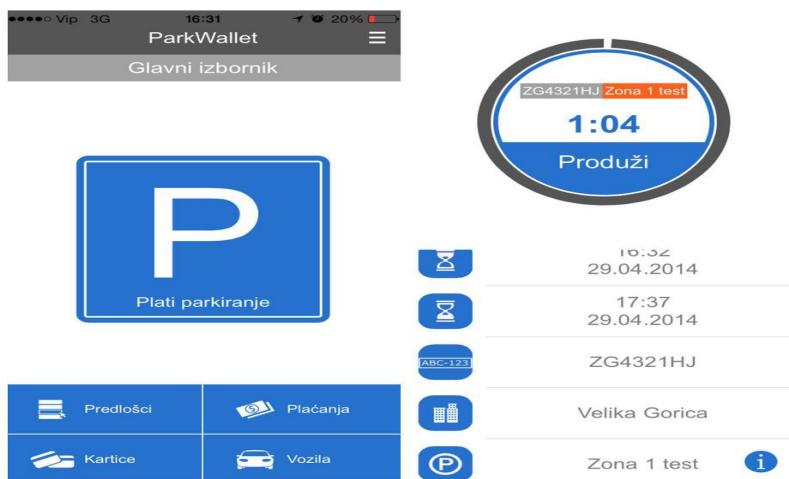 Vip 3G 16:31 20%
ParkWallet
Glavni izbornik
P
Plati parkiranje
Predlošci
Plaćanja
Kartice
Vozila
ZG4321HJ Zona 1 test
1:04
Produži
16:32
29.04.2014
17:37
29.04.2014
ABC-123
ZG4321HJ
Velika Gorica
P
Zona 1 test
i